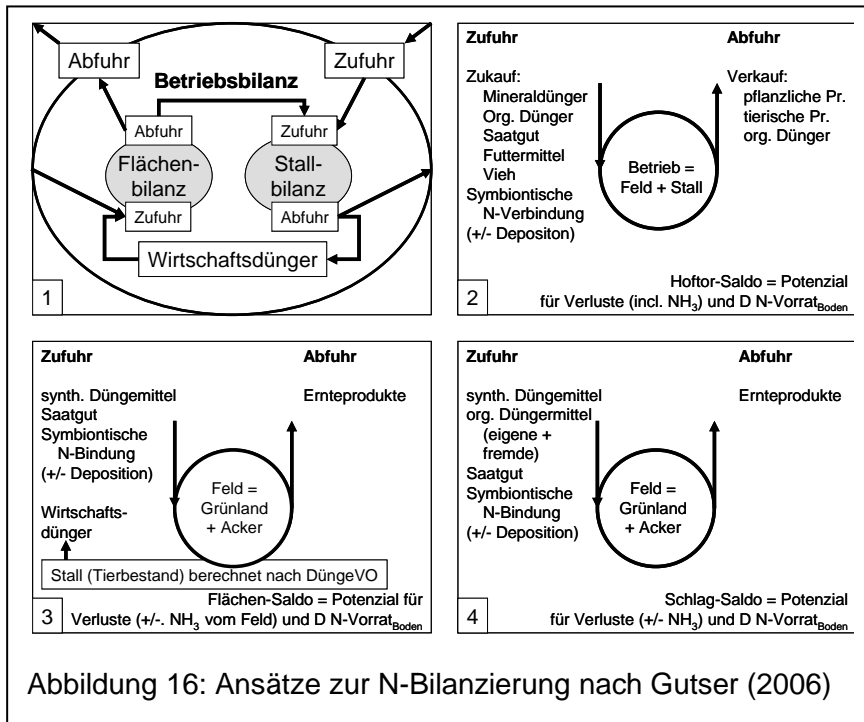 Abfuhr
Zufuhr
Betriebsbilanz
Abfuhr
Zufuhr
Flächen-
bilanz
Stall-
bilanz
Zufuhr
Abfuhr
Wirtschaftsdünger
1
Zufuhr
Abfuhr
Zukauf:
Mineraldünger
Org. Dünger
Saatgut
Futtermittel
Vieh
Symbiontische
N-Verbindung
(+/- Depositon)
Verkauf:
pflanzliche Pr.
tierische Pr.
org. Dünger
Betrieb =
Feld + Stall
2
Hoftor-Saldo = Potenzial
für Verluste (incl. NH3) und D N-VorratBoden
Zufuhr
Abfuhr
synth. Düngemittel
Saatgut
Symbiontische
N-Bindung
(+/- Deposition)
Wirtschafts-
dünger
Ernteprodukte
Feld =
Grünland
+ Acker
Stall (Tierbestand) berechnet nach DüngeVO
3
Flächen-Saldo = Potenzial für
Verluste (+/-. NH3 vom Feld) und D N-VorratBoden
Zufuhr
Abfuhr
synth. Düngemittel
org. Düngermittel
(eigene +
fremde)
Saatgut
Symbiontische
N-Bindung
(+/- Deposition)
Ernteprodukte
Feld =
Grünland
+ Acker
4
Schlag-Saldo = Potenzial
für Verluste (+/- NH3) und D N-VorratBoden
Abbildung 16: Ansätze zur N-Bilanzierung nach Gutser (2006)